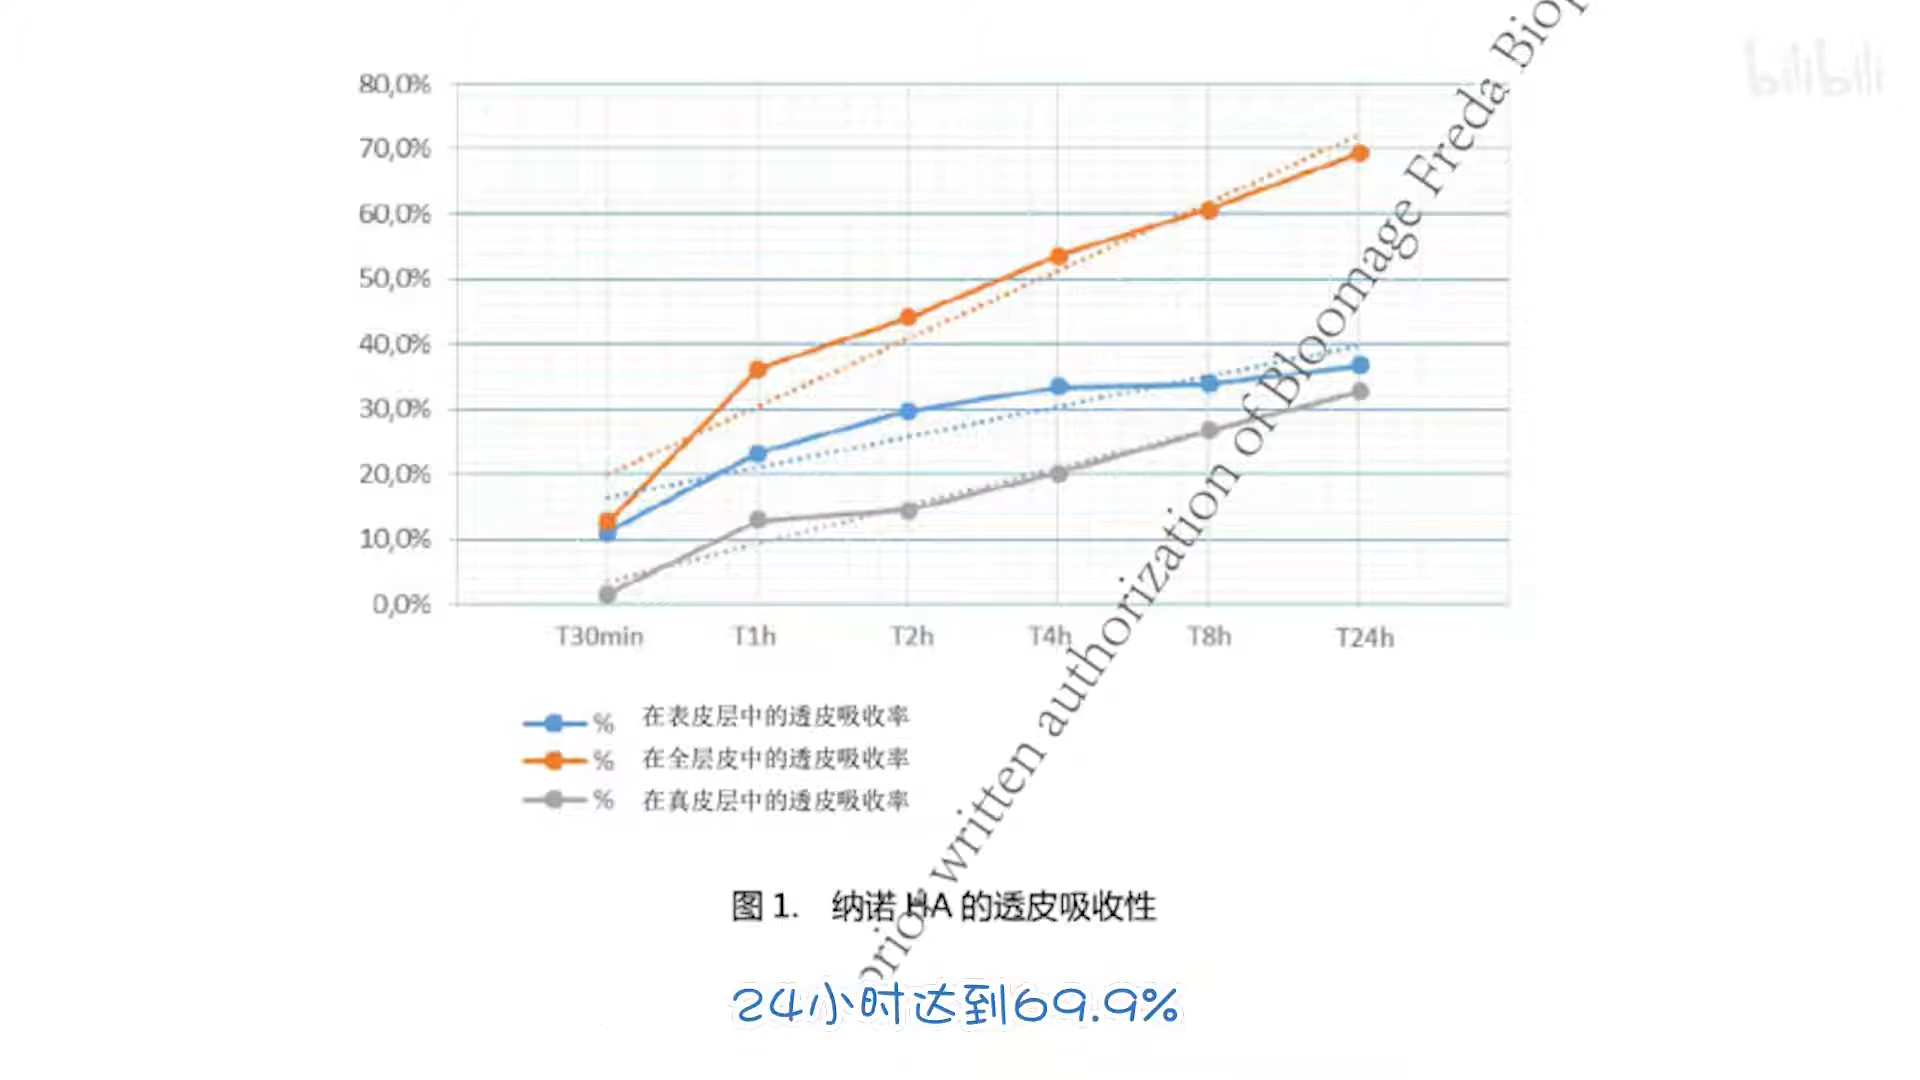 bilibili
80,0%
70,0%
60,0%
50,0%
40,0%
30,0%
20,0%
10,0%
0,0%
T30min T1h T2h T4h T8h T24h
% 在表皮层中的透皮吸收率
% 在全层皮中的透皮吸收率
% 在真皮层中的透皮吸收率
prior written authorization of Bloomage Freda Biop
图 1. 纳诺 HA 的透皮吸收性
24小时达到69.9%